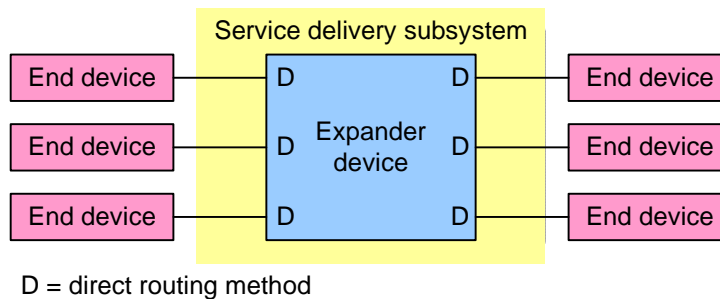 Service delivery subsystem
End device D D End device
Expander
End device D D End device
device
End device D D End device
D = direct routing method